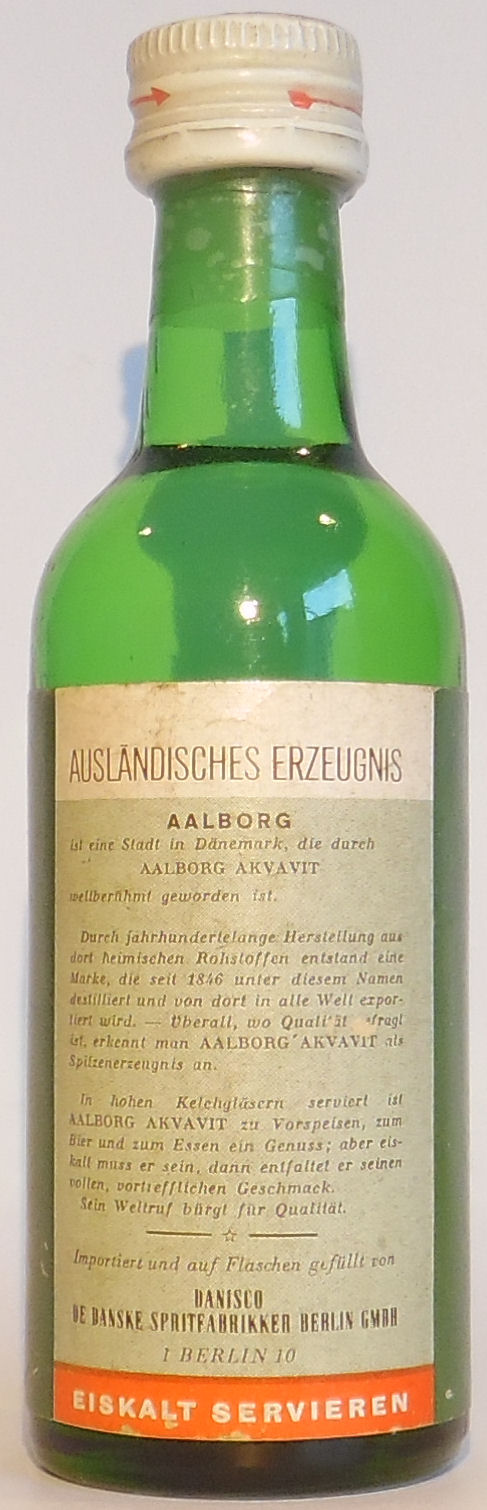 AUSLÄNDISCHES ERZEUGNIS
AALBORG
ist eine Stadt in Dänemark, die durch
AALBORG AKVAVIT
weltberühmt geworden ist.
Durch jahrhundertelange Herstellung aus
dort heimischen Rohstoffen entstand eine
Marke, die seit 1846 unter diesem Namen
destilliert und von dort in alle Welt expor-
tiert wird. — Überall, wo Qualität
ist, erkennt man AALBORG AKVAVIT als
Spitzenerzeugnis an.
In hohen Kelchgläsern serviert ist
AALBORG AKVAVIT zu Vorspeisen, zum
Bier und zum Essen ein Genuss; aber eis-
kalt muss er sein, dann entfaltet er seinen
vollen, vortrefflichen Geschmack.
Sein Weltruf bürgt für Qualität.
Importiert und auf Flaschen gefüllt von
DANISCO
DE DANSKE SPRITFABRIKKER BERLIN GMBH
1 BERLIN 10
EISKALT SERVIEREN